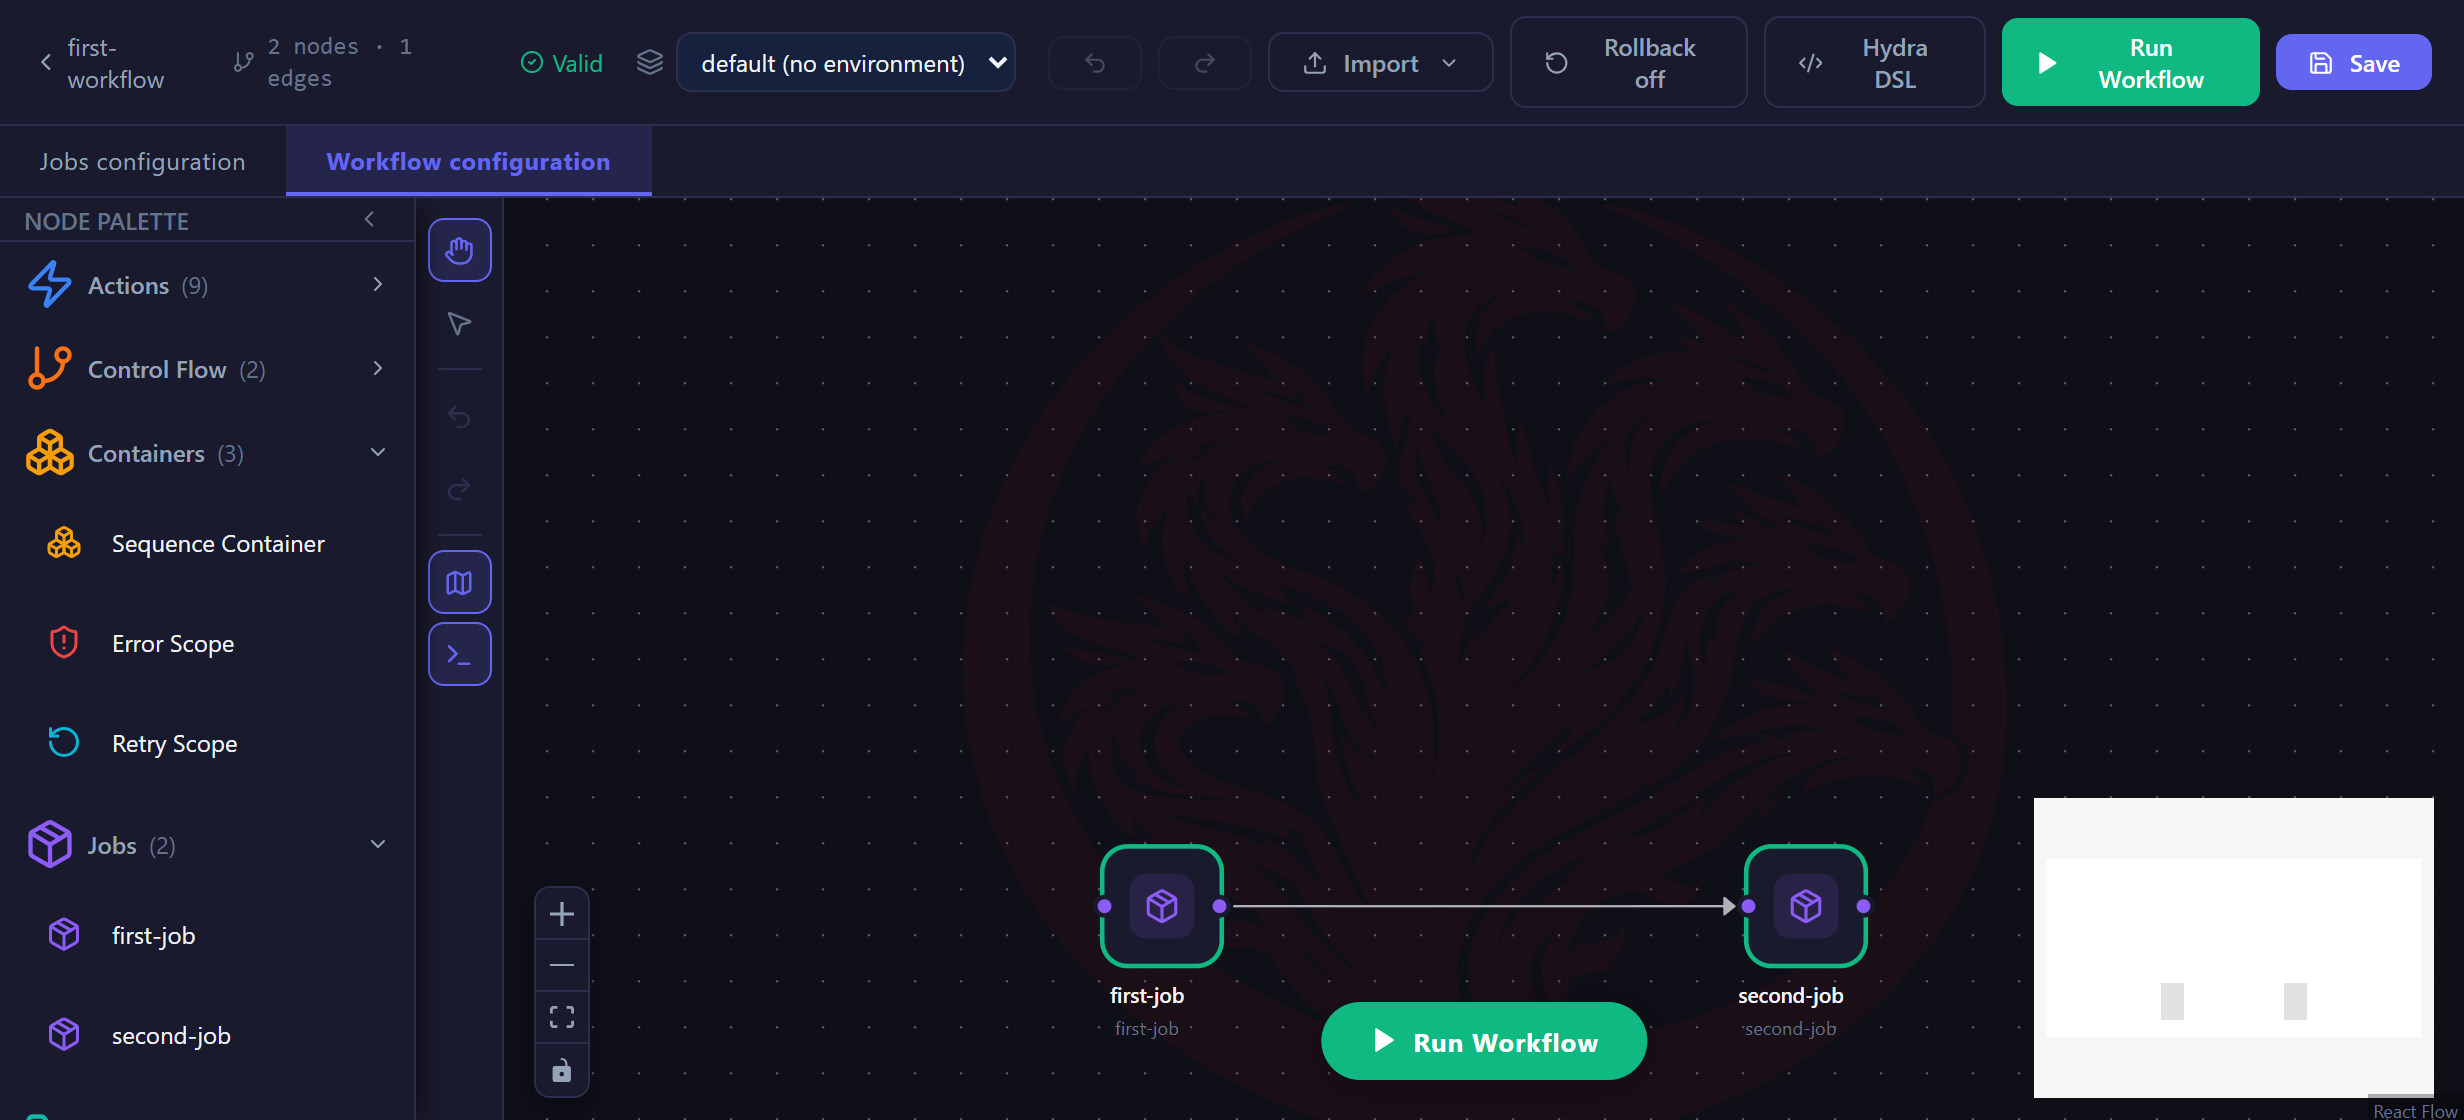 first-
workflow
2 nodes · 1
edges
Valid
default (no environment)
Import
Rollback
off
Hydra
DSL
Run
Workflow
Save
Jobs configuration
Workflow configuration
NODE PALETTE
Actions (9)
Control Flow (2)
Containers (3)
Sequence Container
Error Scope
Retry Scope
Jobs (2)
first-job
second-job
first-job
first-job
second-job
second-job
Run Workflow
React Flow